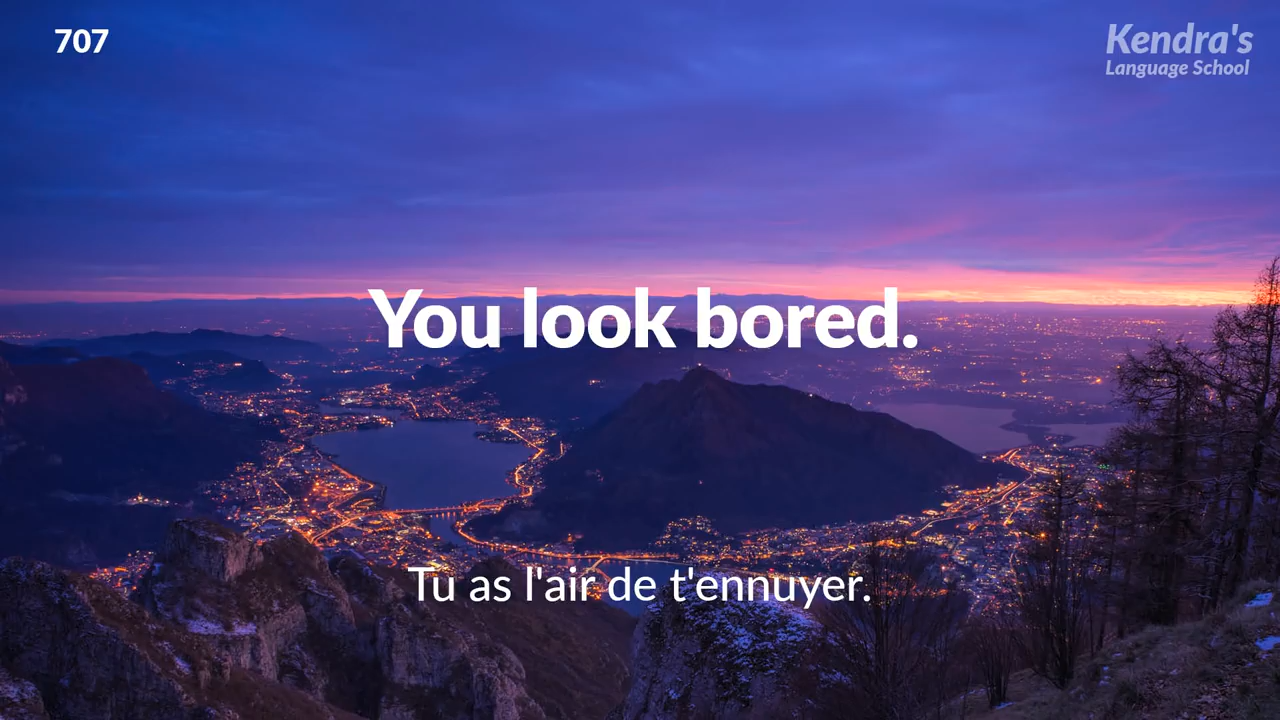 707
Kendra's
Language School
You look bored.
Tu as l'air de t'ennuyer.